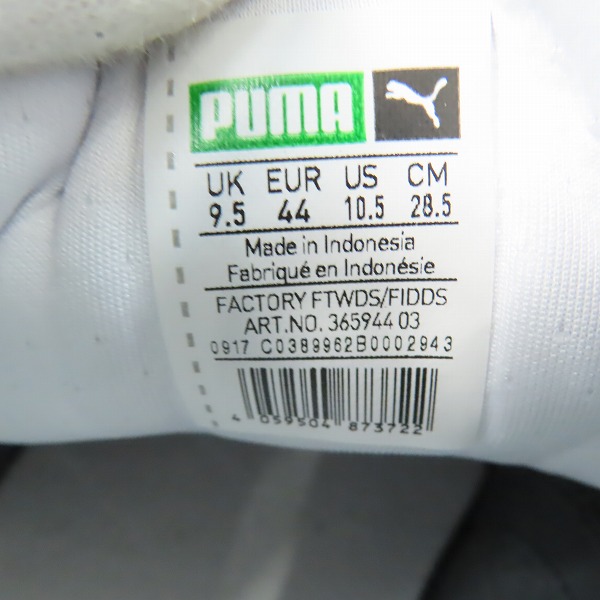 PUMA
UK EUR US CM
9.5 44 10.5 28.5
Made in Indonesia
Fabriqué en Indonésie
FACTORY FTWDS/FIDDS
ART.NO. 365944 03
0917 C0389962B0002943
4 059504 873722